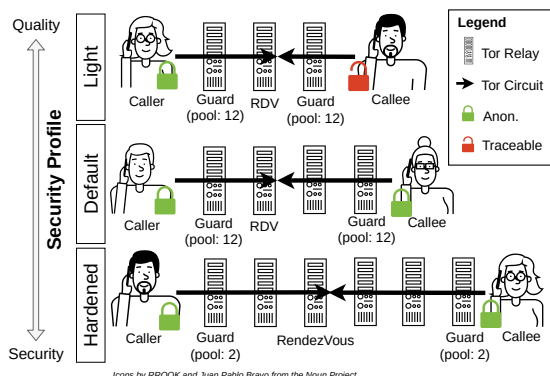 Quality
Security Profile
Security
Light
Caller
Guard
(pool: 12)
RDV
Guard
(pool: 12)
Callee
Default
Caller
Guard
(pool: 12)
RDV
Guard
(pool: 12)
Callee
Hardened
Caller
Guard
(pool: 2)
RendezVous
Guard
(pool: 2)
Callee
Legend
Tor Relay
Tor Circuit
Anon.
Traceable
Icons by RROOK and Juan Pablo Bravo from the Noun Project